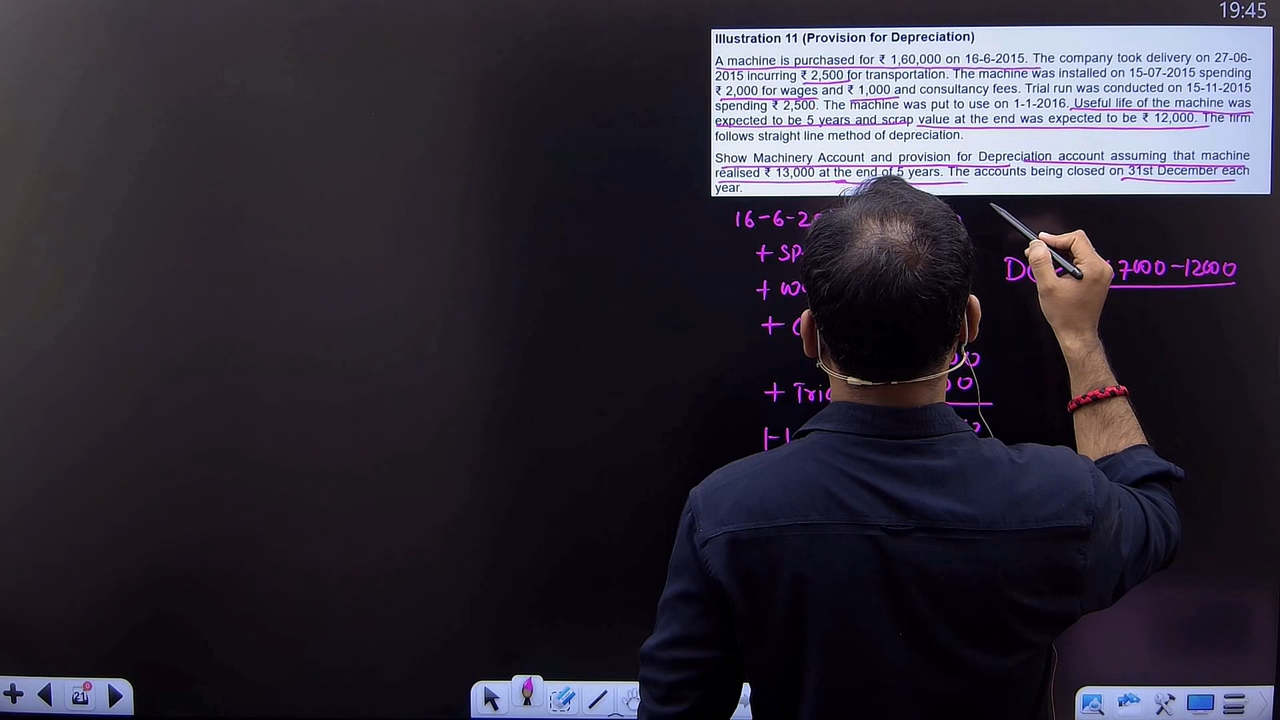 19:45
Illustration 11 (Provision for Depreciation)
A machine is purchased for ₹ 1,60,000 on 16-6-2015. The company took delivery on 27-06-
2015 incurring ₹ 2,500 for transportation. The machine was installed on 15-07-2015 spending
₹ 2,000 for wages and ₹ 1,000 and consultancy fees. Trial run was conducted on 15-11-2015
spending ₹ 2,500. The machine was put to use on 1-1-2016. Useful life of the machine was
expected to be 5 years and scrap value at the end was expected to be ₹ 12,000. The firm
follows straight line method of depreciation.
Show Machinery Account and provision for Depreciation account assuming that machine
realised ₹ 13,000 at the end of 5 years. The accounts being closed on 31st December each
year.
16-6-2
+
7000-12000
+
+
00
+ Tri
00
1-1
21